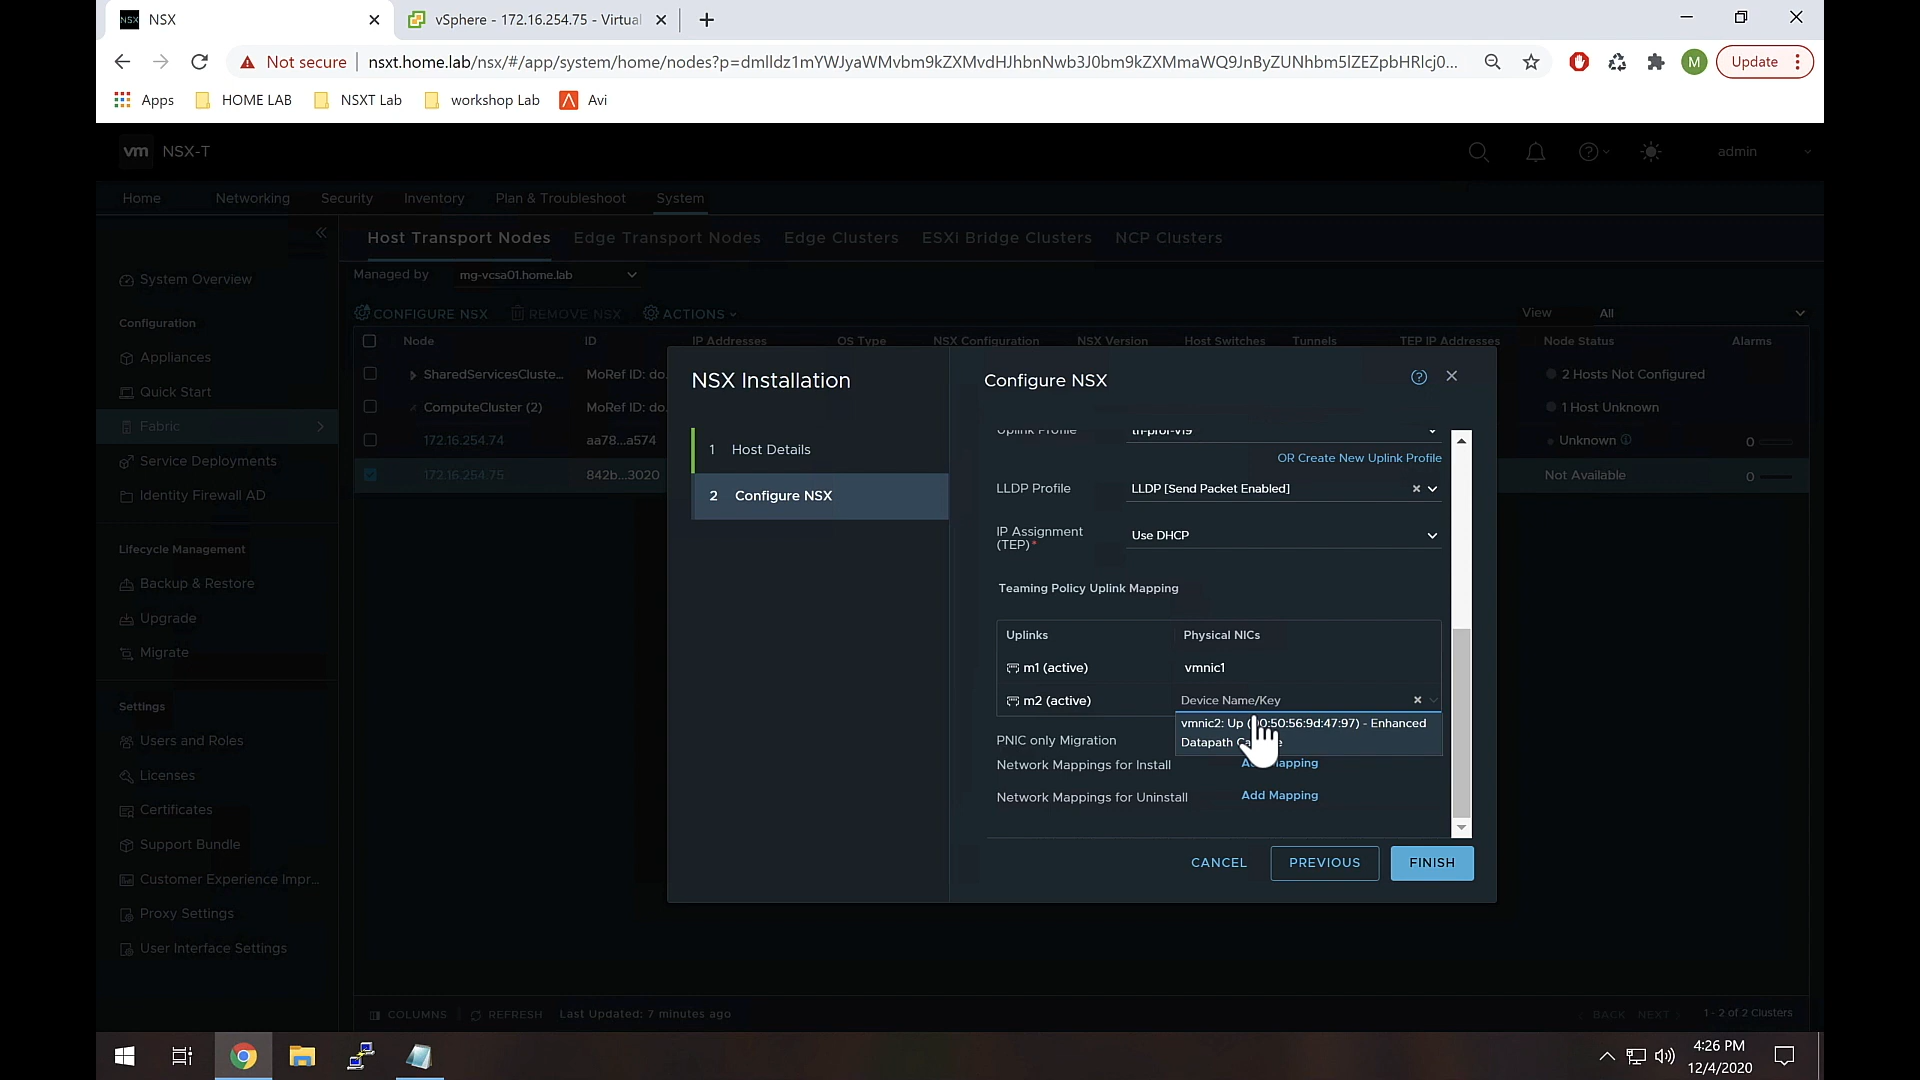 NSX
vSphere - 172.16.254.75 - Virtual
Not secure
nsxt.home.lab/nsx/#/app/system/home/nodes?p=dmlldz1mYWJyaWMvbm9kZXMvdHJhbnNwb3J0bm9kZXMmaWQ9JnByZUNhbm5lZEZpbHRlcj0...
M
Update
Apps
HOME LAB
NSXT Lab
workshop Lab
Avi
vm NSX-T
admin
Home
Networking
Security
Inventory
Plan & Troubleshoot
System
Host Transport Nodes
Edge Transport Nodes
Edge Clusters
ESXI Bridge Clusters
NCP Clusters
System Overview
Configuration
Appliances
Quick Start
Fabric
Service Deployments
Identity Firewall AD
Lifecycle Management
Backup & Restore
Upgrade
Migrate
Settings
Users and Roles
Licenses
Certificates
Support Bundle
Customer Experience Impr...
Proxy Settings
User Interface Settings
Managed by
mg-vcsa01.home.lab
CONFIGURE NSX
REMOVE NSX
ACTIONS
View
All
Node
ID
IP Addresses
OS Type
NSX Configuration
NSX Version
Host Switches
Tunnels
TEP IP Addresses
Node Status
Alarms
SharedServicesCluste...
MoRef ID: do
2 Hosts Not Configured
ComputeCluster (2)
MoRef ID: do
1 Host Unknown
172.16.254.74
aa78...a574
Unknown
0
172.16.254.75
842b...3020
Not Available
0
NSX Installation
1 Host Details
2 Configure NSX
Configure NSX
OR Create New Uplink Profile
LLDP Profile
LLDP [Send Packet Enabled]
IP Assignment
(TEP)*
Use DHCP
Teaming Policy Uplink Mapping
Uplinks
Physical NICs
m1 (active)
vmnic1
m2 (active)
Device Name/Key
vmnic2: Up ( :50:56:9d:47:97) - Enhanced
Datapath
PNIC only Migration
Network Mappings for Install
Network Mappings for Uninstall
Add Mapping
CANCEL
PREVIOUS
FINISH
COLUMNS
REFRESH
Last Updated: 7 minutes ago
BACK
NEXT
1 - 2 of 2 Clusters
4:26 PM
12/4/2020